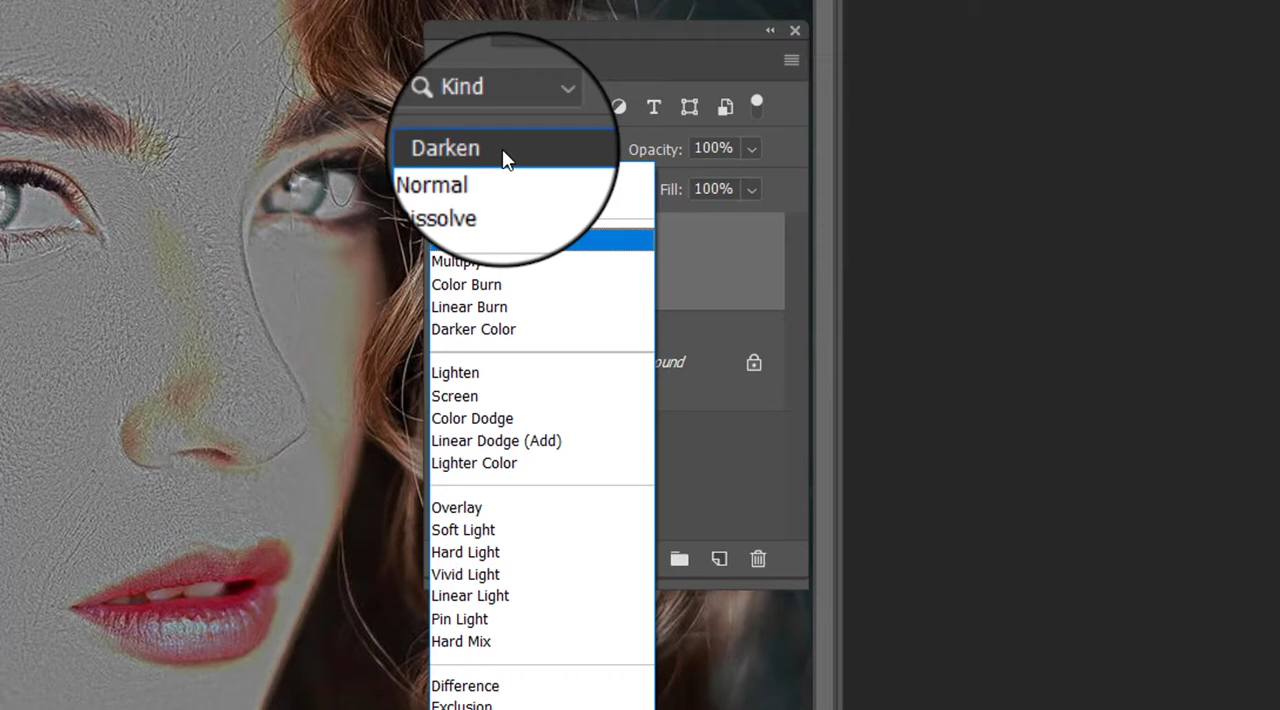 Kind
Darken
Opacity: 100%
Normal
Fill: 100%
issolve
Multiply
Color Burn
Linear Burn
Darker Color
ound
Lighten
Screen
Color Dodge
Linear Dodge (Add)
Lighter Color
Overlay
Soft Light
Hard Light
Vivid Light
Linear Light
Pin Light
Hard Mix
Difference
Exclusion